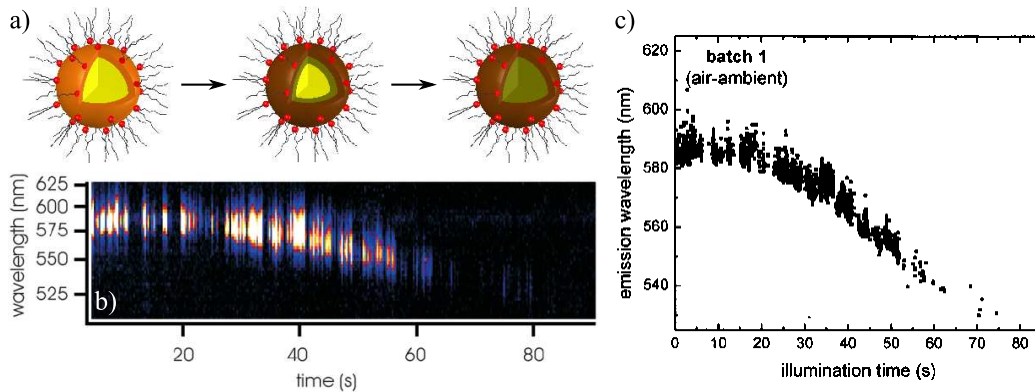 a)
625
600
575
550
525
wavelength (nm)
b)
20
40
60
80
time (s)
c)
batch 1
(air-ambient)
620
600
580
560
540
emission wavelength (nm)
0
10
20
30
40
50
60
70
80
illumination time (s)